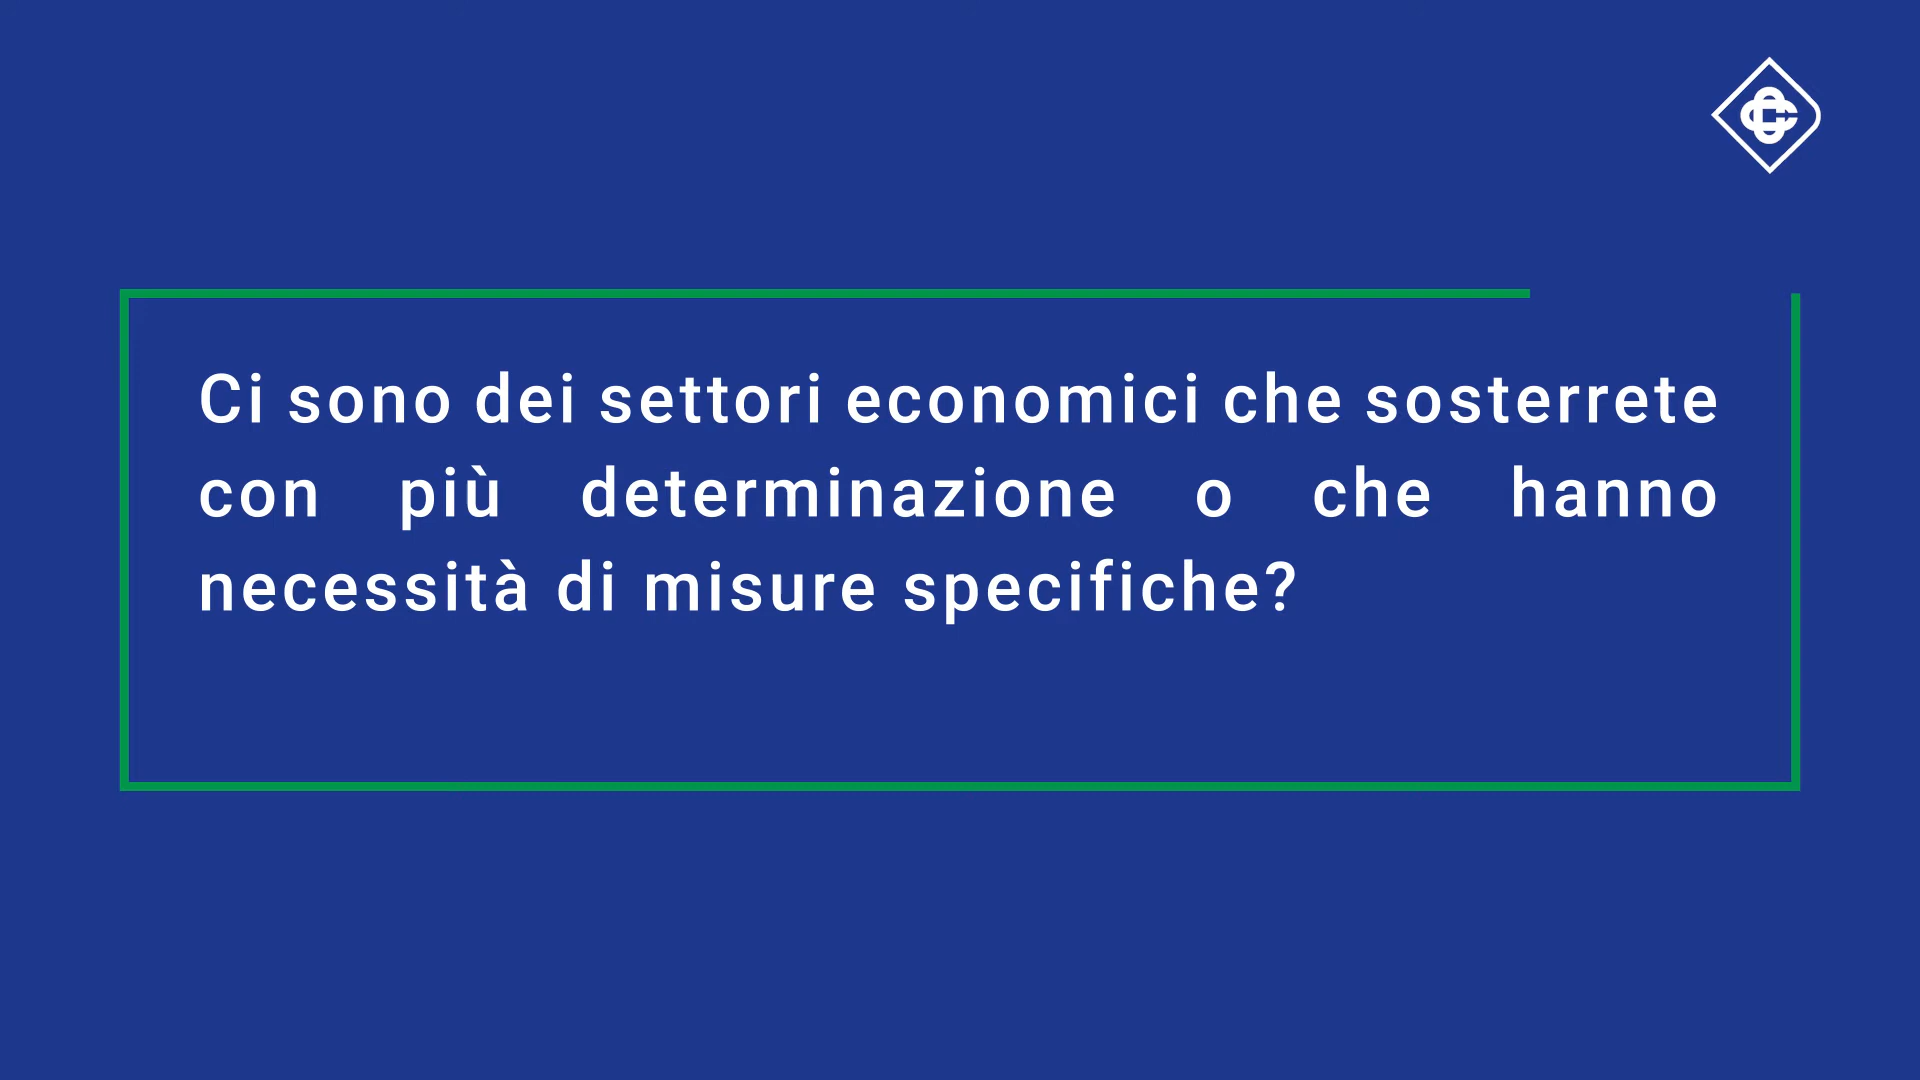 Ci sono dei settori economici che sosterrete
con più determinazione o che hanno
necessità di misure specifiche?